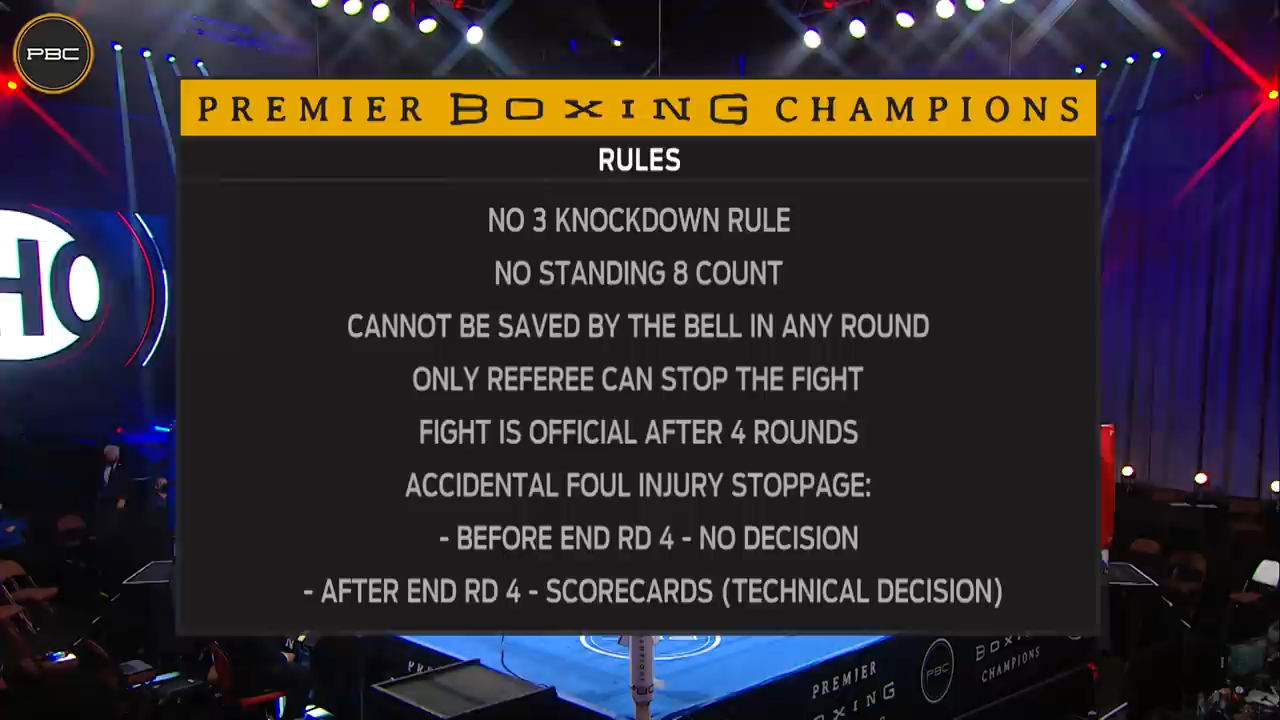 PBC
PREMIER BOXING CHAMPIONS
RULES
NO 3 KNOCKDOWN RULE
NO STANDING 8 COUNT
CANNOT BE SAVED BY THE BELL IN ANY ROUND
ONLY REFEREE CAN STOP THE FIGHT
FIGHT IS OFFICIAL AFTER 4 ROUNDS
ACCIDENTAL FOUL INJURY STOPPAGE:
- BEFORE END RD 4 - NO DECISION
- AFTER END RD 4 - SCORECARDS (TECHNICAL DECISION)
HO
PREMIER
BOXING
PBC
BOXING
CHAMPIONS